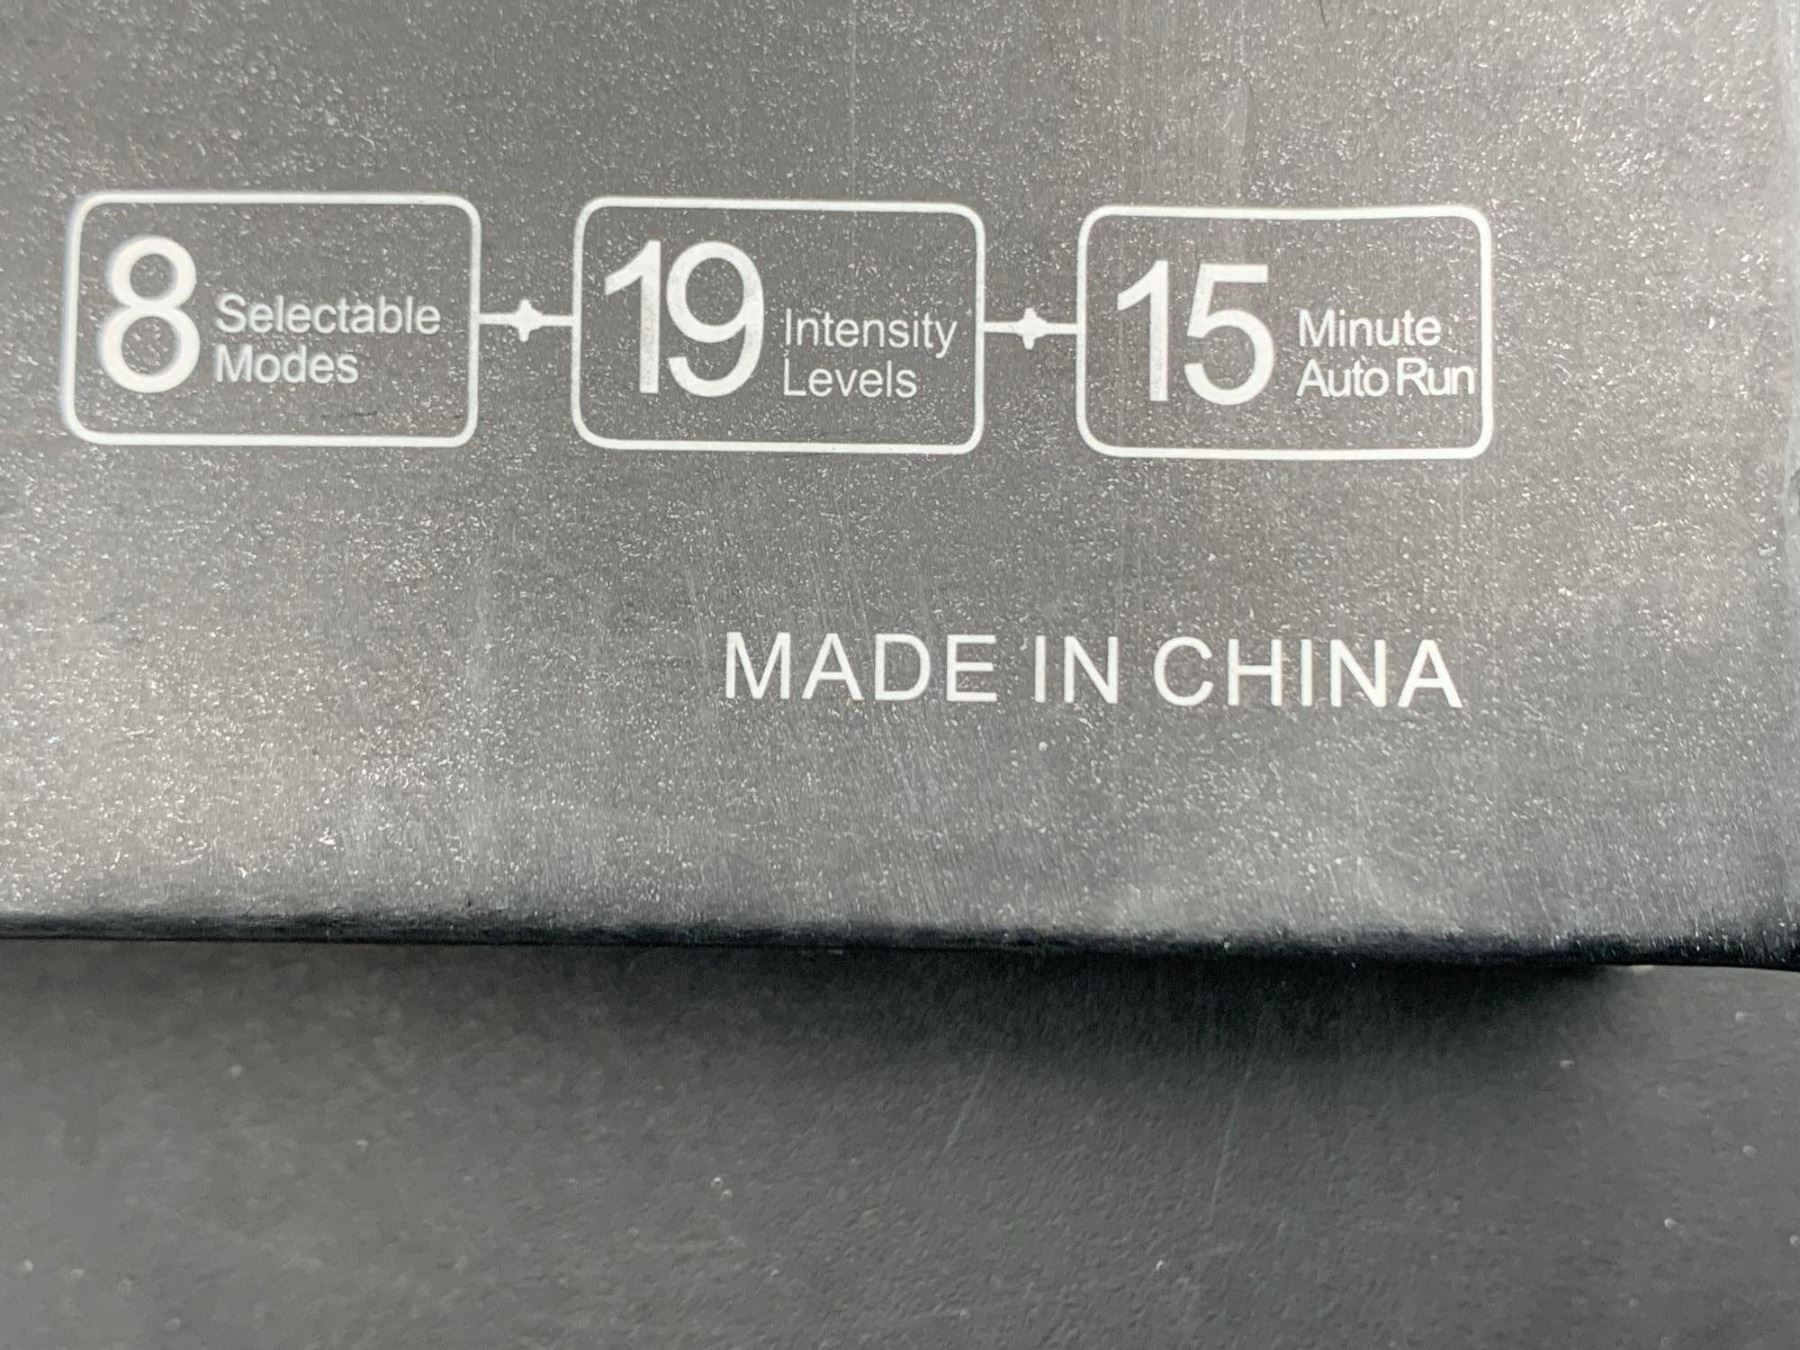 8 Selectable Modes
19 Intensity Levels
15 Minute Auto Run
MADE IN CHINA